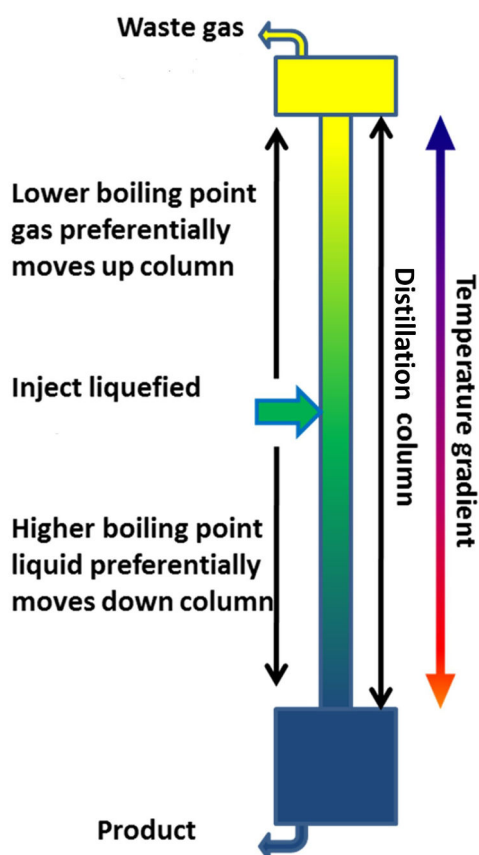 Waste gas
Lower boiling point
gas preferentially
moves up column
Inject liquefied
Higher boiling point
liquid preferentially
moves down column
Product
Distillation column
Temperature gradient